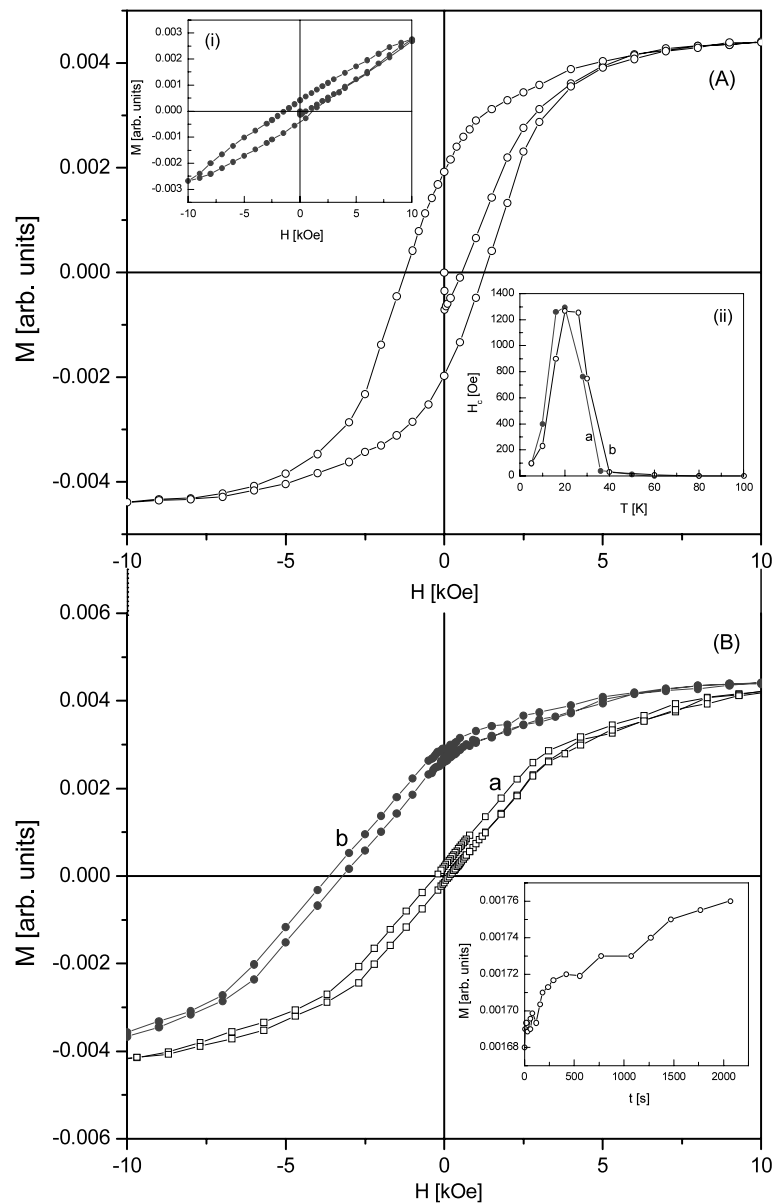 (i)
0.003
0.002
0.001
0.000
-0.001
-0.002
-0.003
M [arb. units]
-10 -5 0 5 10
H [kOe]
(A)
0.004
0.002
0.000
-0.002
-0.004
M [arb. units]
(ii)
1400
1200
1000
800
600
400
200
0
Hc [Oe]
a b
0 20 40 60 80 100
T [K]
-10 -5 0 5 10
H [kOe]
(B)
0.006
0.004
0.002
0.000
-0.002
-0.004
-0.006
M [arb. units]
a
b
0.00176
0.00174
0.00172
0.00170
0.00168
M [arb. units]
0 500 1000 1500 2000
t [s]
-10 -5 0 5 10
H [kOe]